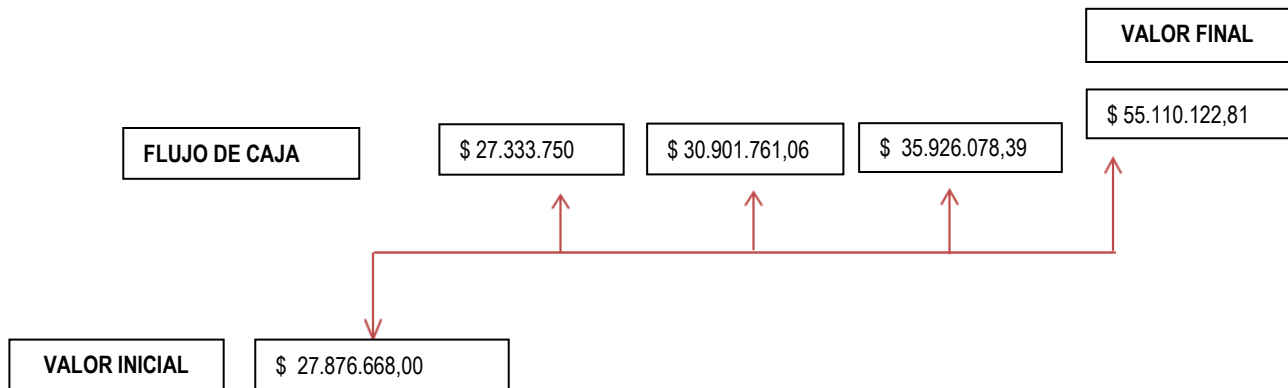 VALOR FINAL
$ 55.110.122,81
FLUJO DE CAJA
$ 27.333.750
$ 30.901.761,06
$ 35.926.078,39
VALOR INICIAL
$ 27.876.668,00